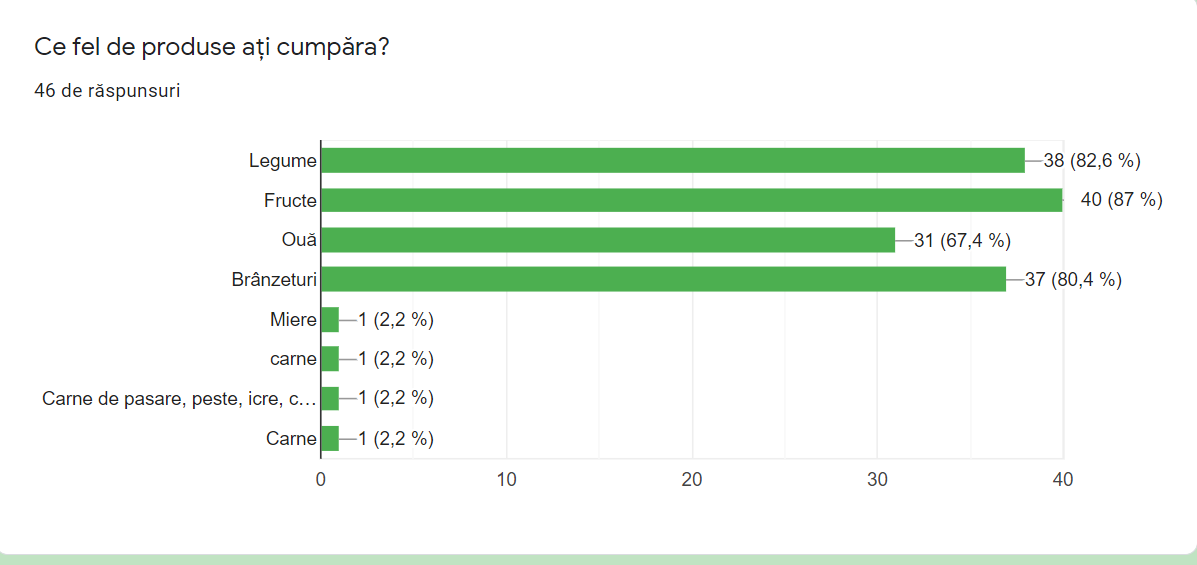 Ce fel de produse ați cumpăra?
46 de răspunsuri
Legume 38 (82,6 %)
Fructe 40 (87 %)
Ouă 31 (67,4 %)
Brânzeturi 37 (80,4 %)
Miere 1 (2,2 %)
carne 1 (2,2 %)
Carne de pasare, peste, icre, c… 1 (2,2 %)
Carne 1 (2,2 %)
0 10 20 30 40